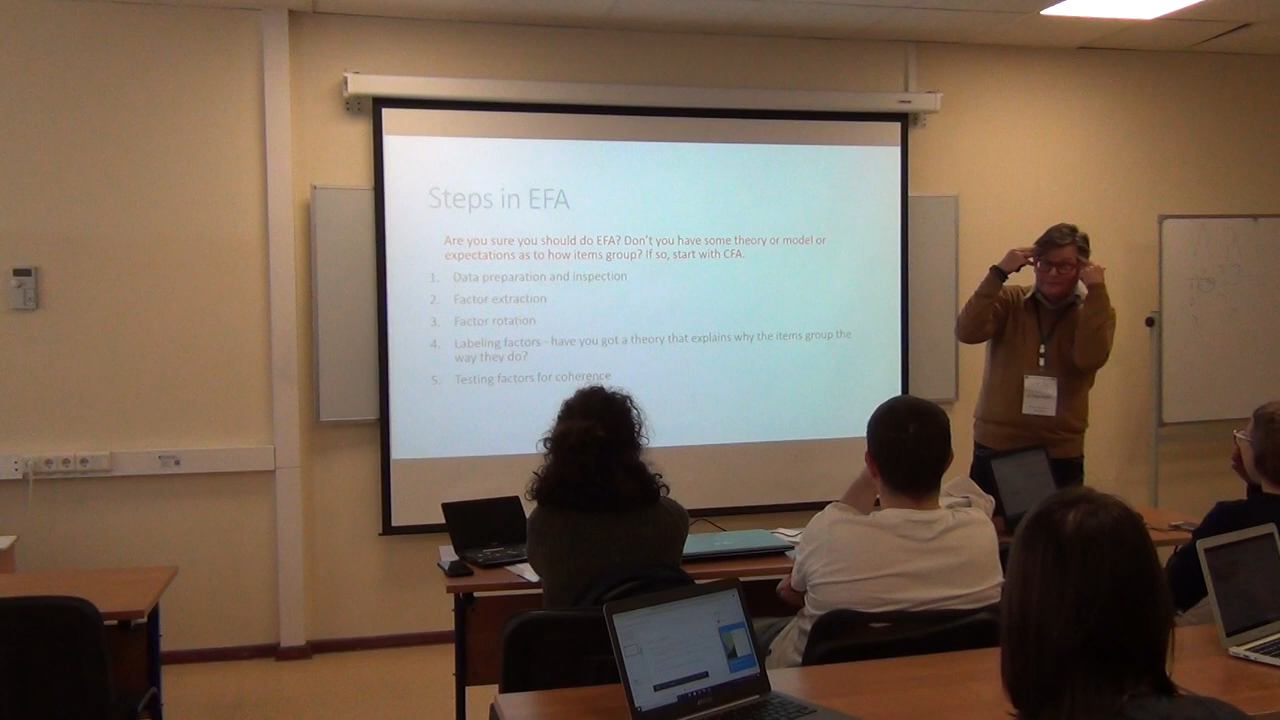 Steps in EFA
Are you sure you should do EFA? Don't you have some theory or model or
expectations as to how items group? If so, start with CFA.
1. Data preparation and inspection
2. Factor extraction
3. Factor rotation
4. Labeling factors - have you got a theory that explains why the items group the
way they do?
5. Testing factors for coherence